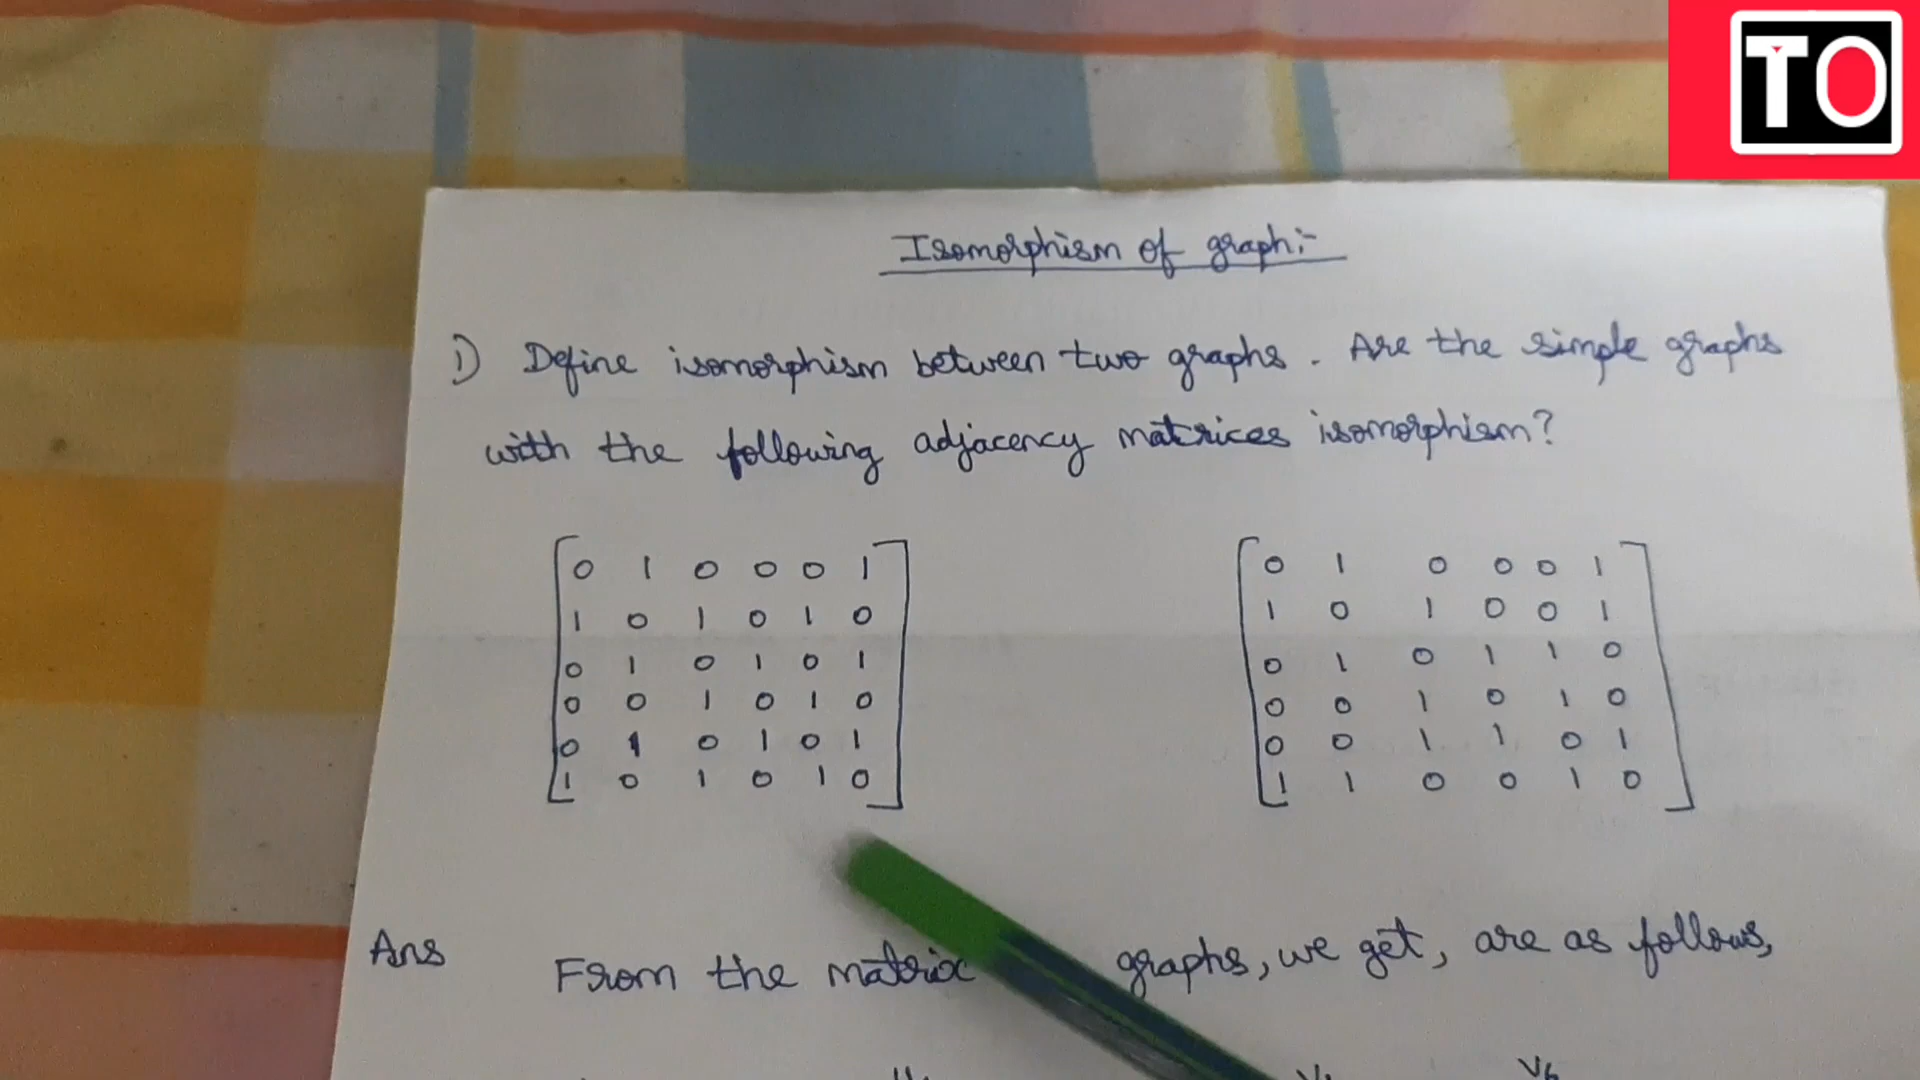 TO
Isomorphism of graph:-
1) Define isomorphism between two graphs. Are the simple graphs
with the following adjacency matrices isomorphism?
0 1 0 0 0 1
1 0 1 0 1 0
0 1 0 1 0 1
0 0 1 0 1 0
0 1 0 1 0 1
1 0 1 0 1 0
0 1 0 0 0 1
1 0 1 0 0 1
0 1 0 1 1 0
0 0 1 0 1 0
0 0 1 1 0 1
1 1 0 0 1 0
Ans From the matrix graphs, we get, are as follows,